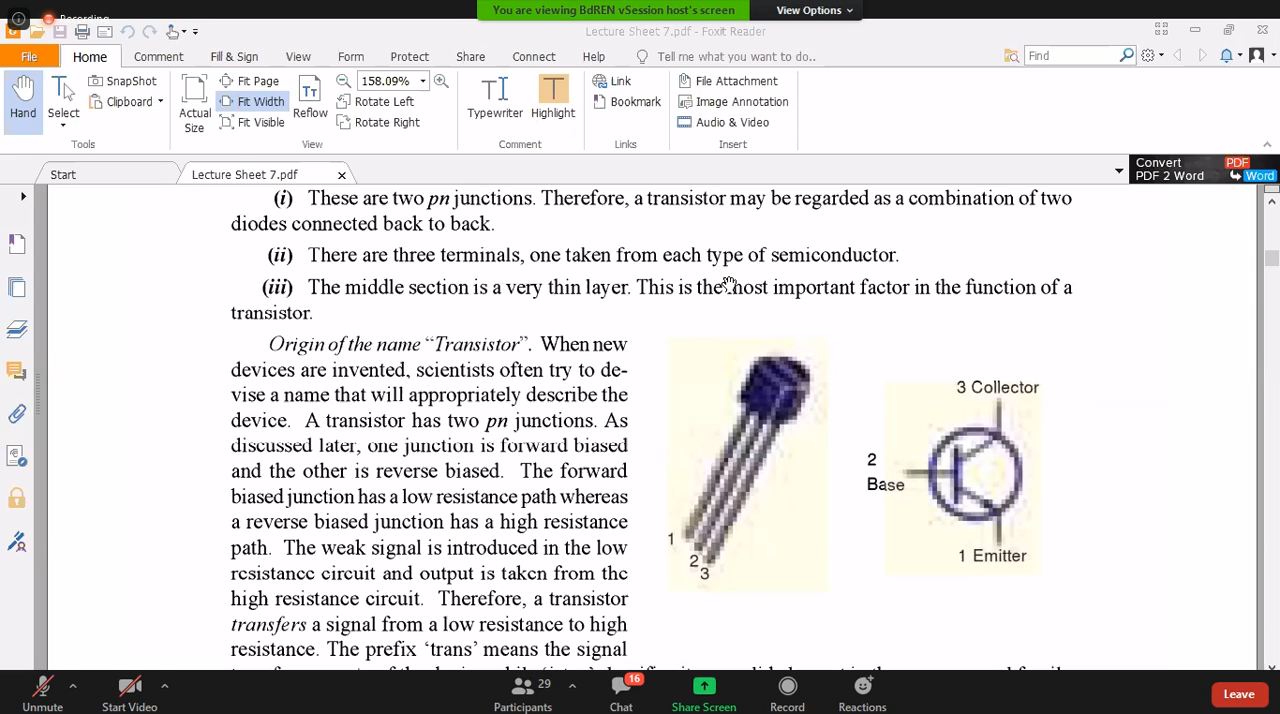 Recording
You are viewing BdREN vSession host's screen
View Options
Lecture Sheet 7.pdf - Foxit Reader
File
Home
Comment
Fill & Sign
View
Form
Protect
Share
Connect
Help
Tell me what you want to do..
Find
Hand
Select
SnapShot
Clipboard
Actual Size
Fit Page
Fit Width
Fit Visible
Reflow
158.09%
Rotate Left
Rotate Right
Typewriter
Highlight
Link
Bookmark
File Attachment
Image Annotation
Audio & Video
Tools
View
Comment
Links
Insert
Start
Lecture Sheet 7.pdf
Convert PDF
PDF 2 Word Word
(i) These are two pn junctions. Therefore, a transistor may be regarded as a combination of two
diodes connected back to back.
(ii) There are three terminals, one taken from each type of semiconductor.
(iii) The middle section is a very thin layer. This is the most important factor in the function of a
transistor.
Origin of the name “Transistor”. When new
devices are invented, scientists often try to de-
vise a name that will appropriately describe the
device. A transistor has two pn junctions. As
discussed later, one junction is forward biased
and the other is reverse biased. The forward
biased junction has a low resistance path whereas
a reverse biased junction has a high resistance
path. The weak signal is introduced in the low
resistance circuit and output is taken from the
high resistance circuit. Therefore, a transistor
transfers a signal from a low resistance to high
resistance. The prefix ‘trans’ means the signal
1
2
3
3 Collector
2
Base
1 Emitter
Unmute
Start Video
29
Participants
16
Chat
Share Screen
Record
Reactions
Leave